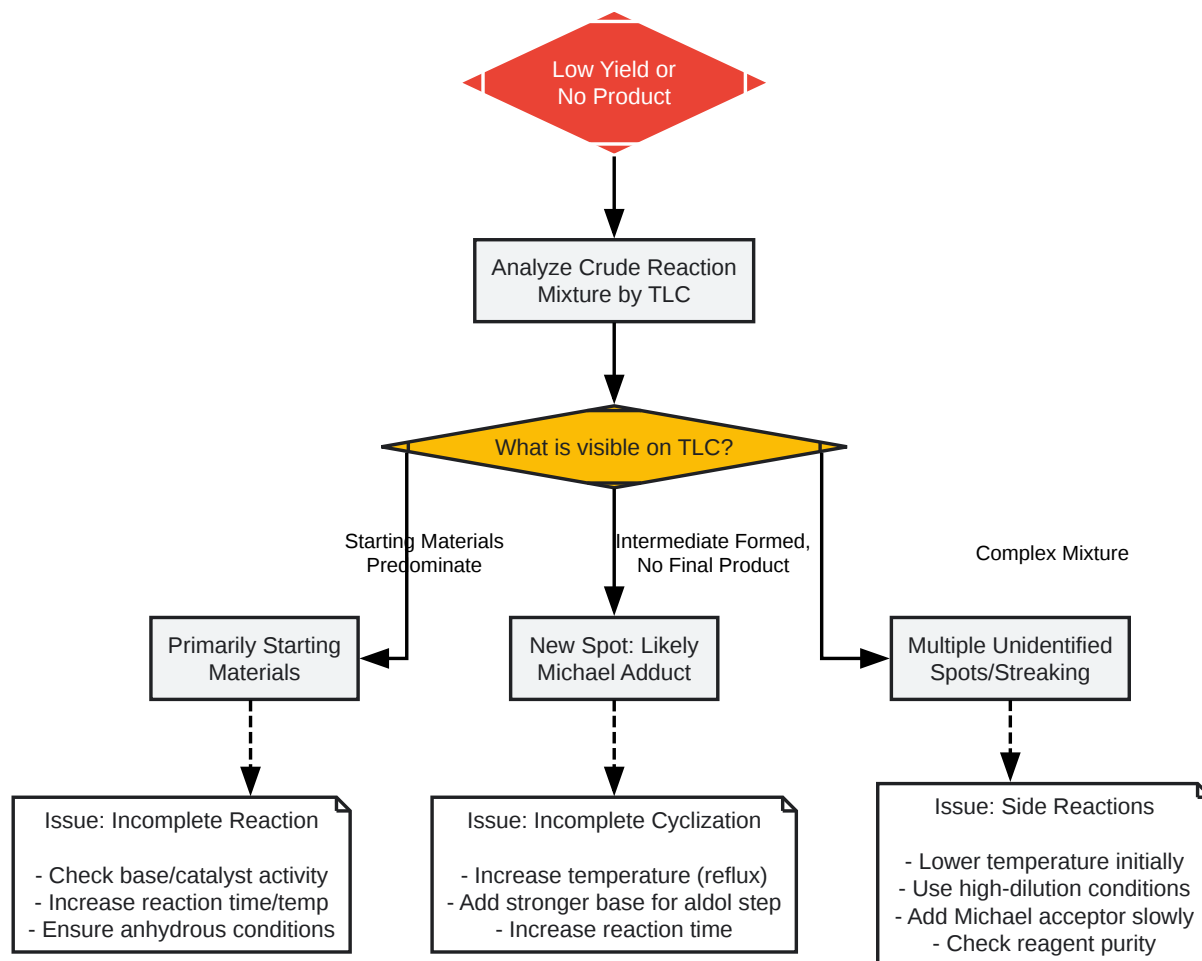 Low Yield or
No Product
Analyze Crude Reaction
Mixture by TLC
What is visible on TLC?
Starting Materials
Predominate
Intermediate Formed,
No Final Product
Complex Mixture
Primarily Starting
Materials
New Spot: Likely
Michael Adduct
Multiple Unidentified
Spots/Streaking
Issue: Incomplete Reaction
- Check base/catalyst activity
- Increase reaction time/temp
- Ensure anhydrous conditions
Issue: Incomplete Cyclization
- Increase temperature (reflux)
- Add stronger base for aldol step
- Increase reaction time
Issue: Side Reactions
- Lower temperature initially
- Use high-dilution conditions
- Add Michael acceptor slowly
- Check reagent purity